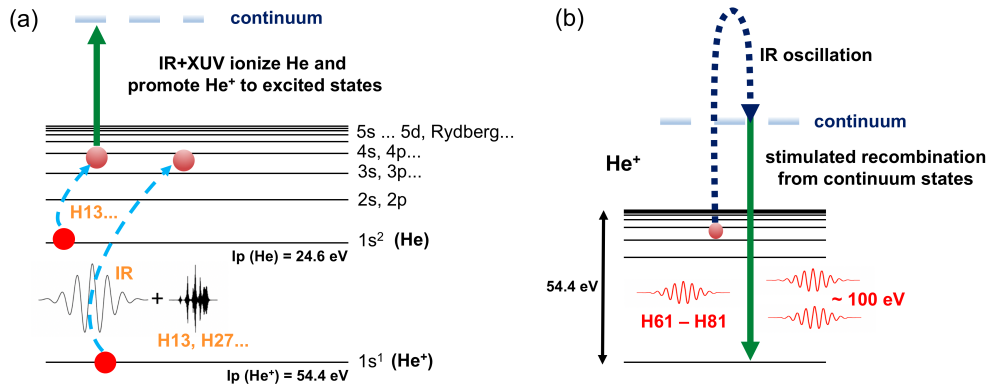 (a)
continuum
IR+XUV ionize He and
promote He⁺ to excited states
5s ... 5d, Rydberg...
4s, 4p...
3s, 3p...
2s, 2p
H13...
1s² (He)
Ip (He) = 24.6 eV
IR
+
H13, H27...
1s¹ (He⁺)
Ip (He⁺) = 54.4 eV
(b)
IR oscillation
continuum
He⁺
stimulated recombination
from continuum states
54.4 eV
~ 100 eV
H61 – H81